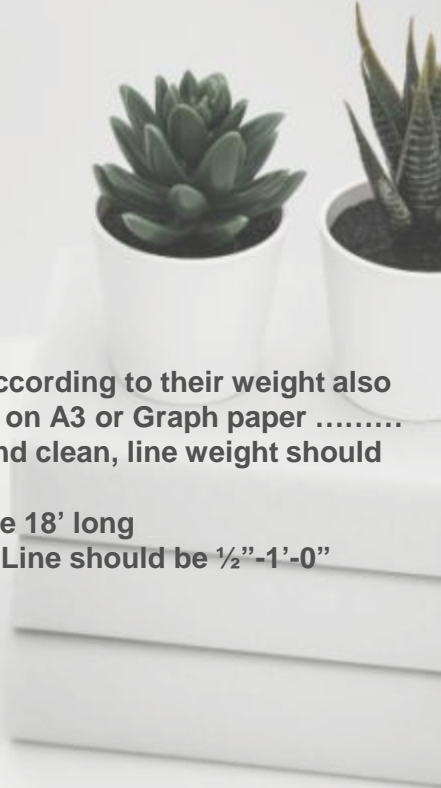 ccording to their weight also
on A3 or Graph paper ………
nd clean, line weight should
e 18’ long
Line should be ½”-1’-0”